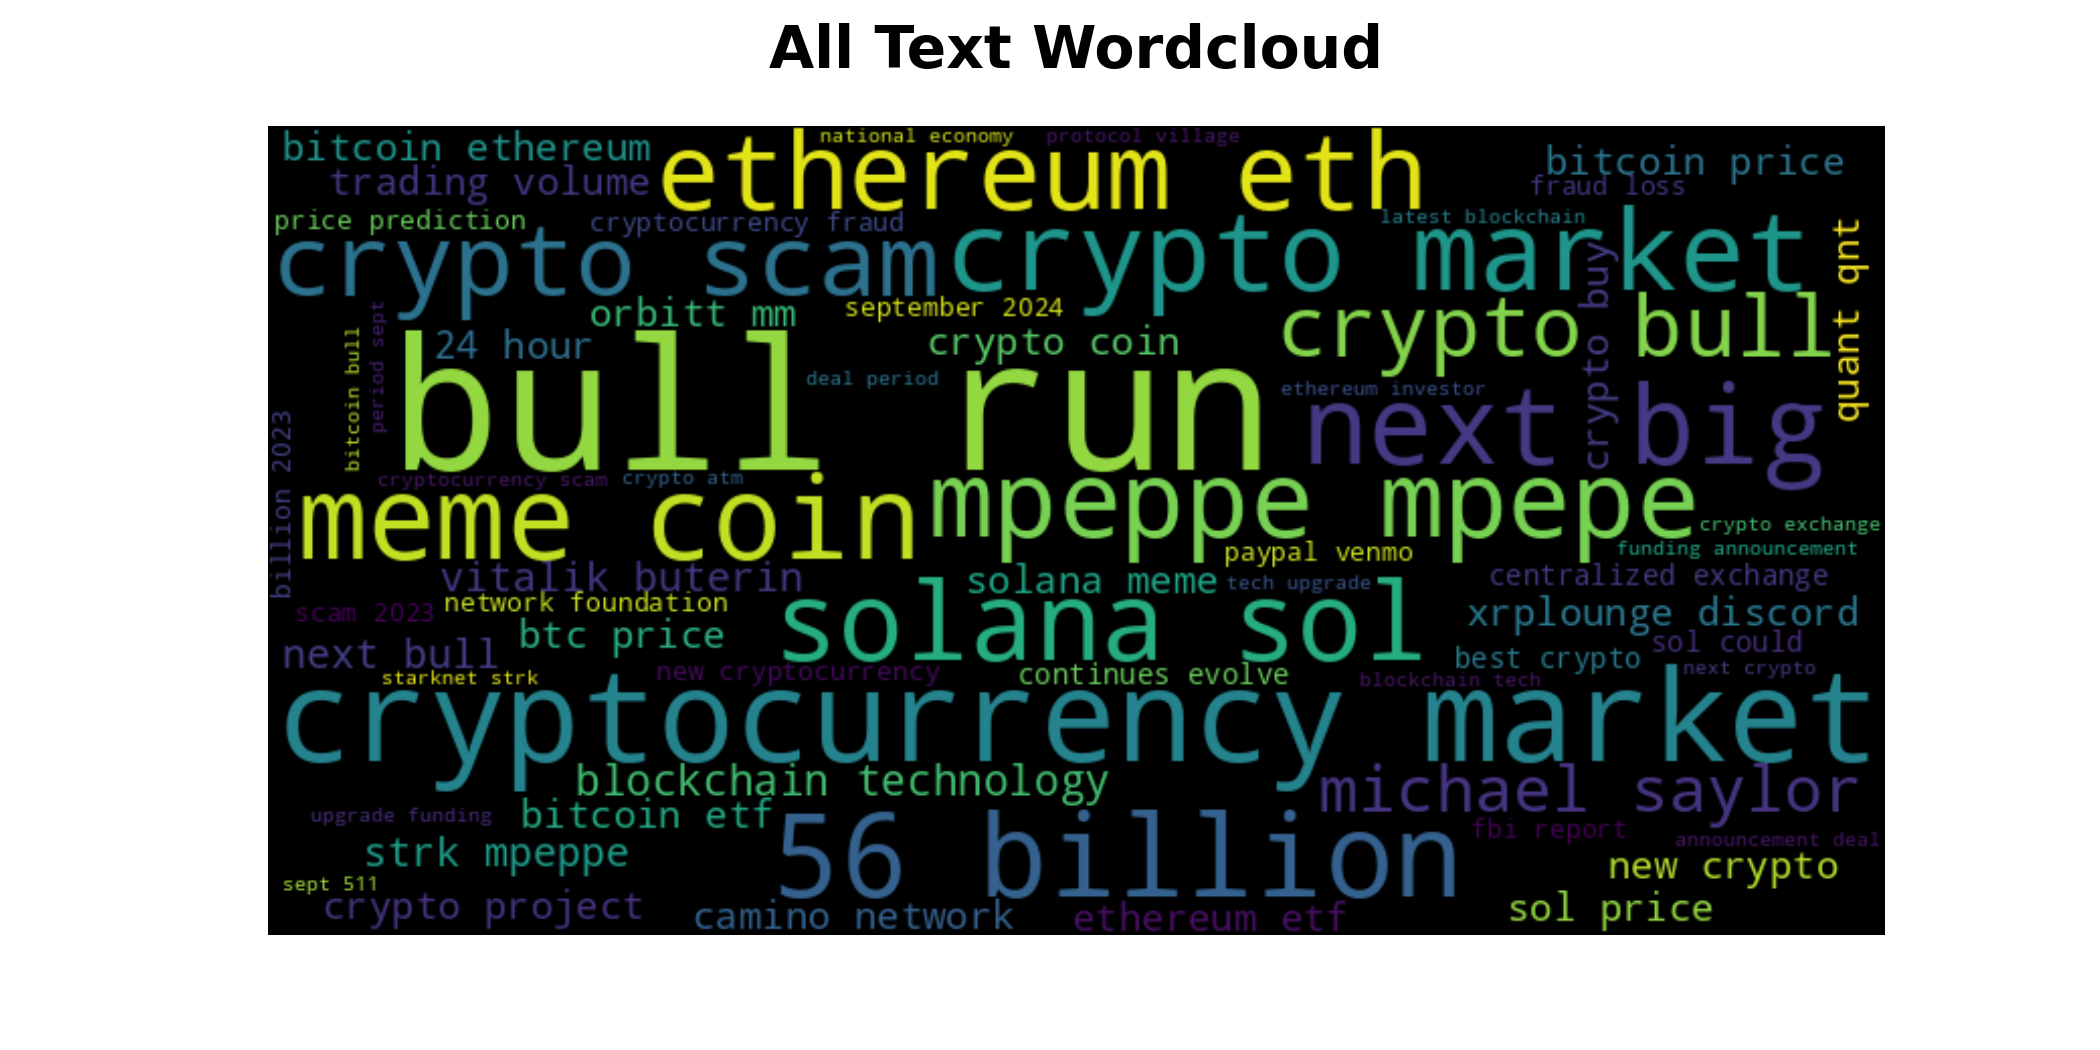 All Text Wordcloud
national economy
protocol village
bitcoin ethereum
ethereum eth
bitcoin price
trading volume
fraud loss
price prediction
cryptocurrency fraud
latest blockchain
crypto scam
crypto market
quant qnt
crypto buy
orbitt mm
september 2024
crypto bull
24 hour
crypto coin
period sept
bitcoin bull
bull run
deal period
ethereum investor
next big
billion 2023
cryptocurrency scam
crypto atm
meme coin
mpeppe mpepe
crypto exchange
paypal venmo
funding announcement
vitalik buterin
solana meme
tech upgrade
centralized exchange
scam 2023
network foundation
solana sol
xrplounge discord
btc price
next bull
sol could
best crypto
starknet strk
new cryptocurrency
continues evolve
blockchain tech
next crypto
cryptocurrency market
blockchain technology
michael saylor
upgrade funding
bitcoin etf
56 billion
fbi report
announcement deal
strk mpeppe
new crypto
sept 511
crypto project
camino network
ethereum etf
sol price